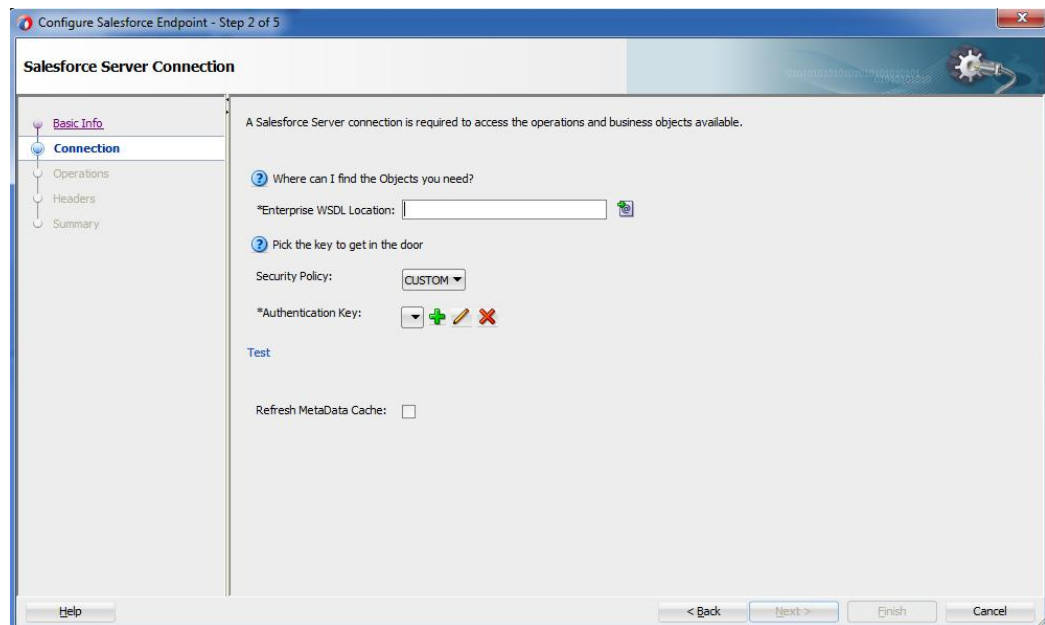 Configure Salesforce Endpoint - Step 2 of 5
Salesforce Server Connection
Basic Info
Connection
Operations
Headers
Summary
A Salesforce Server connection is required to access the operations and business objects available.
Where can I find the Objects you need?
*Enterprise WSDL Location:
Pick the key to get in the door
Security Policy: CUSTOM
*Authentication Key:
Test
Refresh MetaData Cache:
Help < Back Next > Finish Cancel